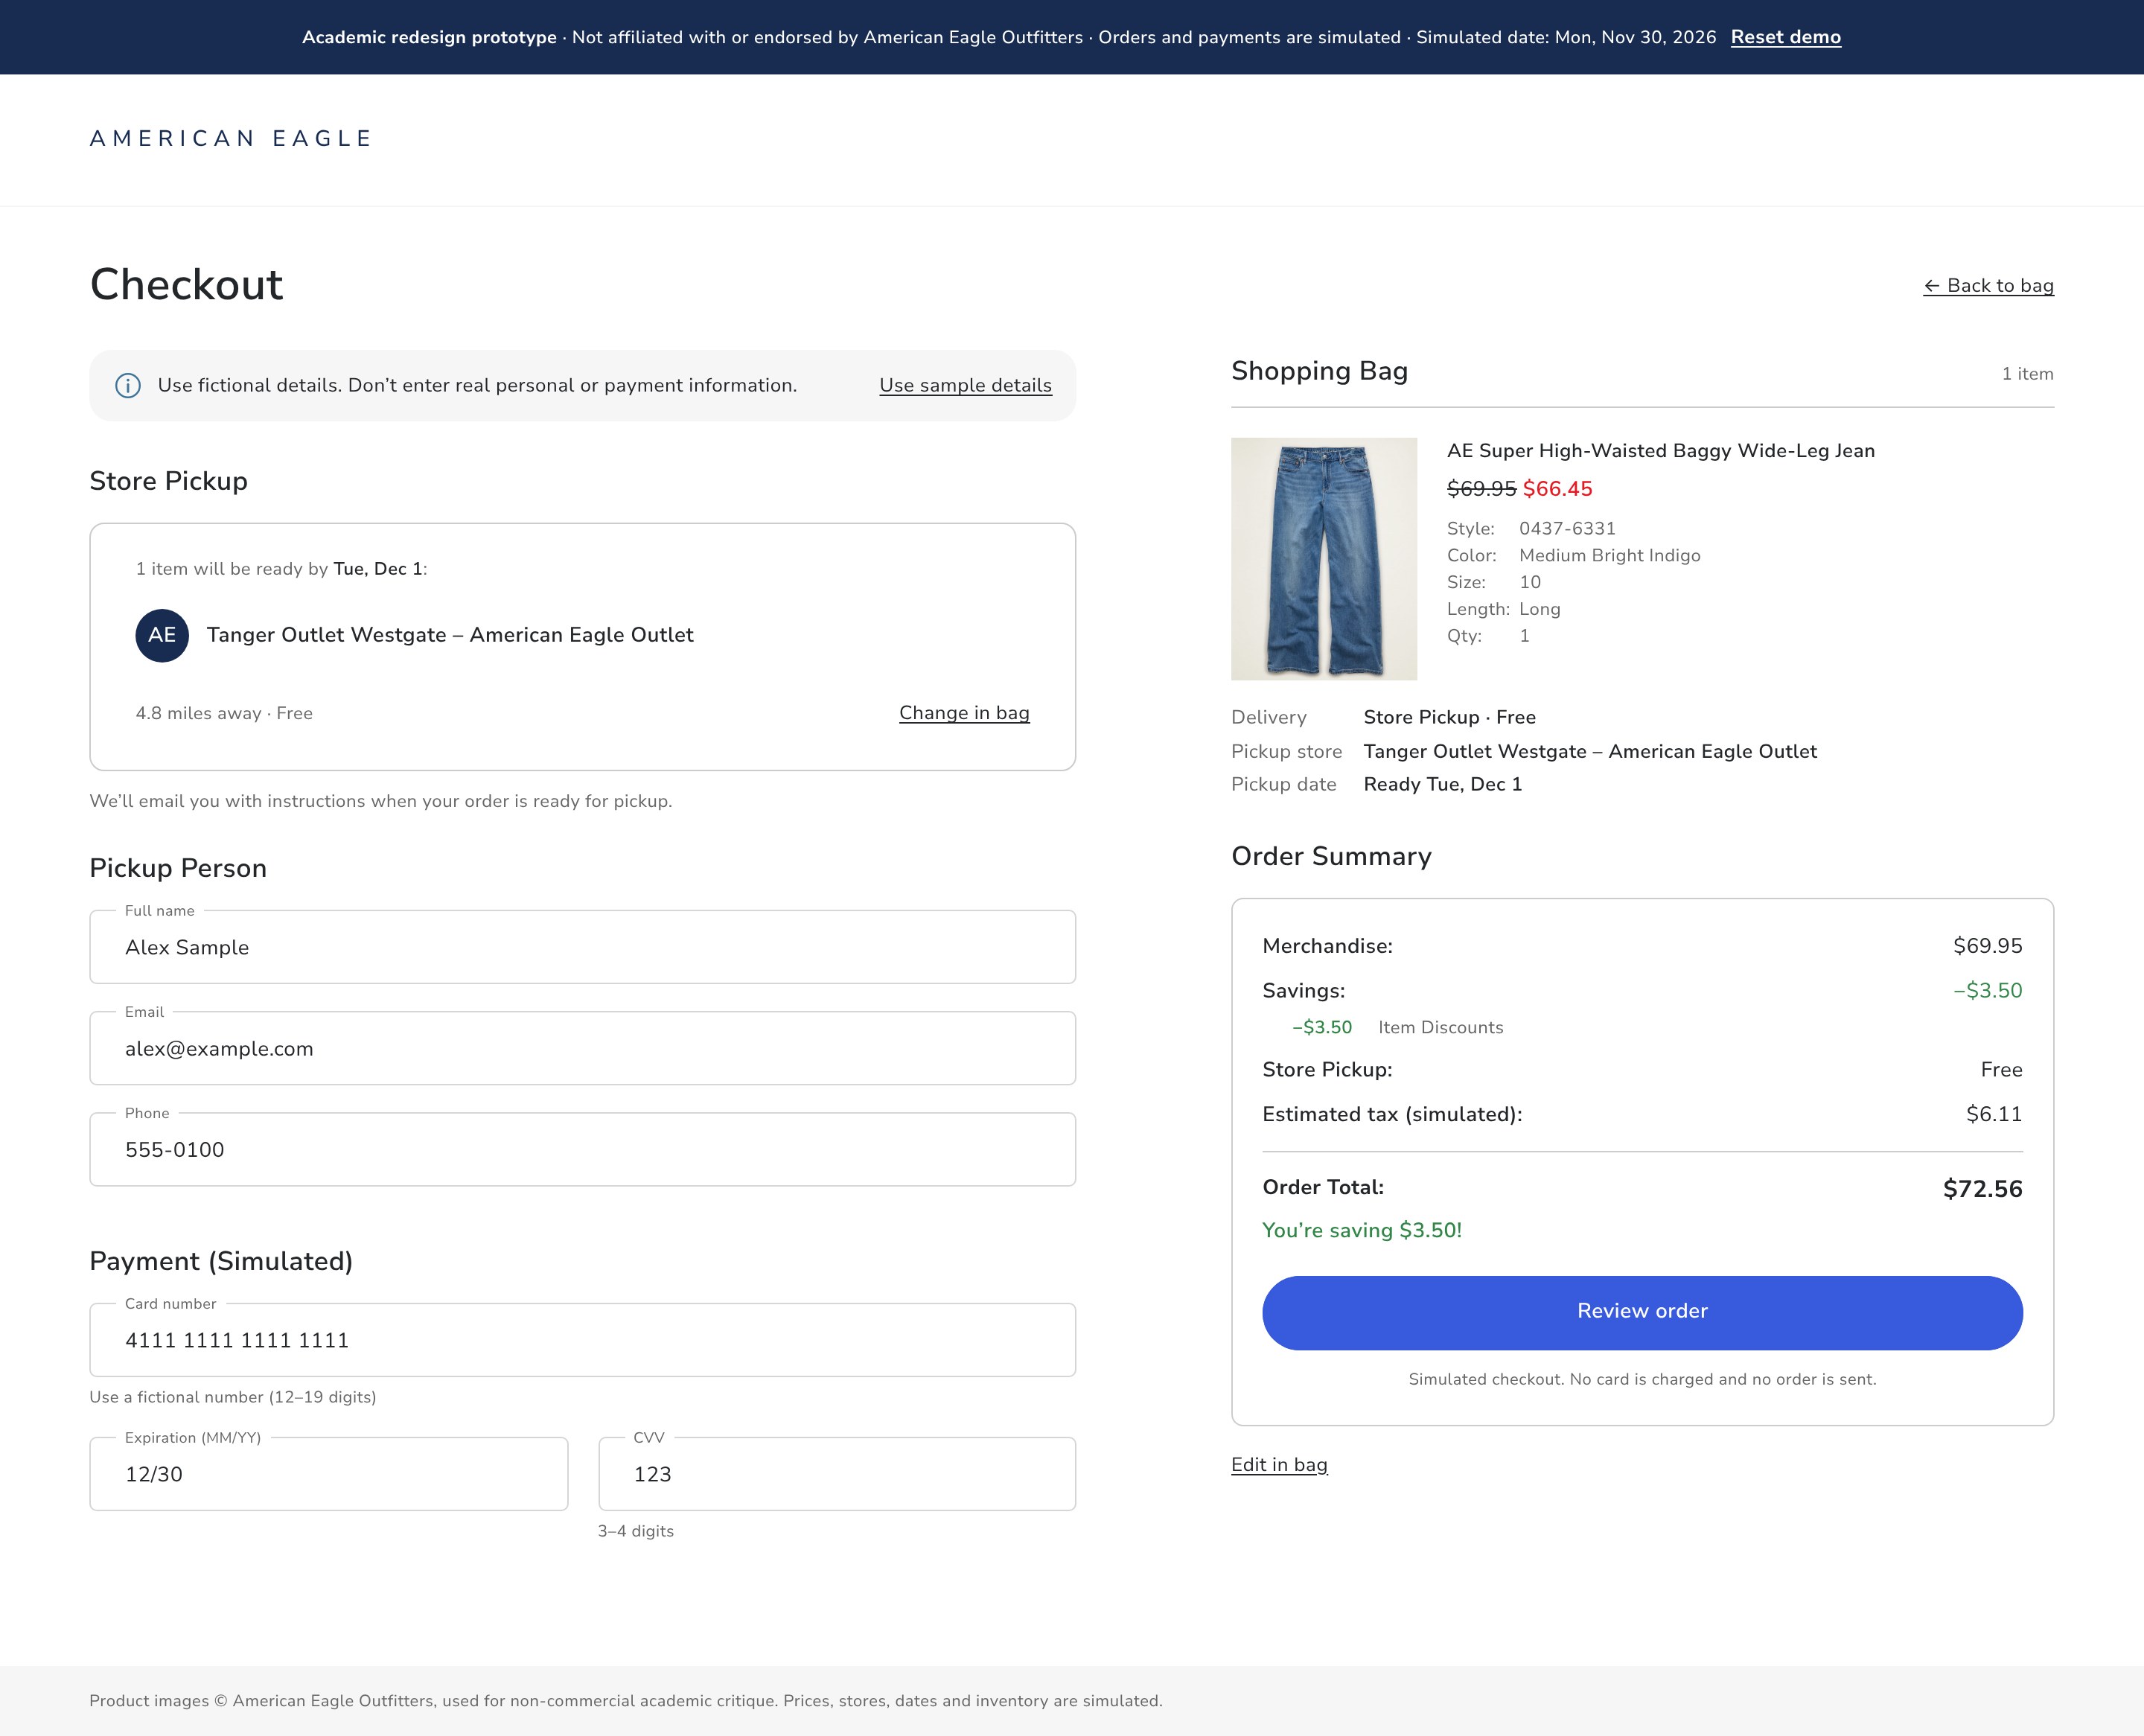 Academic redesign prototype · Not affiliated with or endorsed by American Eagle Outfitters · Orders and payments are simulated · Simulated date: Mon, Nov 30, 2026 Reset demo
AMERICAN EAGLE
Checkout
← Back to bag
Use fictional details. Don’t enter real personal or payment information. Use sample details
Store Pickup
1 item will be ready by Tue, Dec 1:
AE Tanger Outlet Westgate – American Eagle Outlet
4.8 miles away · Free Change in bag
We’ll email you with instructions when your order is ready for pickup.
Pickup Person
Full name
Alex Sample
Email
alex@example.com
Phone
555-0100
Payment (Simulated)
Card number
4111 1111 1111 1111
Use a fictional number (12–19 digits)
Expiration (MM/YY)
12/30
CVV
123
3–4 digits
Shopping Bag 1 item
AE Super High-Waisted Baggy Wide-Leg Jean
$69.95 $66.45
Style: 0437-6331
Color: Medium Bright Indigo
Size: 10
Length: Long
Qty: 1
Delivery Store Pickup · Free
Pickup store Tanger Outlet Westgate – American Eagle Outlet
Pickup date Ready Tue, Dec 1
Order Summary
Merchandise: $69.95
Savings: –$3.50
–$3.50 Item Discounts
Store Pickup: Free
Estimated tax (simulated): $6.11
Order Total: $72.56
You’re saving $3.50!
Review order
Simulated checkout. No card is charged and no order is sent.
Edit in bag
Product images © American Eagle Outfitters, used for non-commercial academic critique. Prices, stores, dates and inventory are simulated.